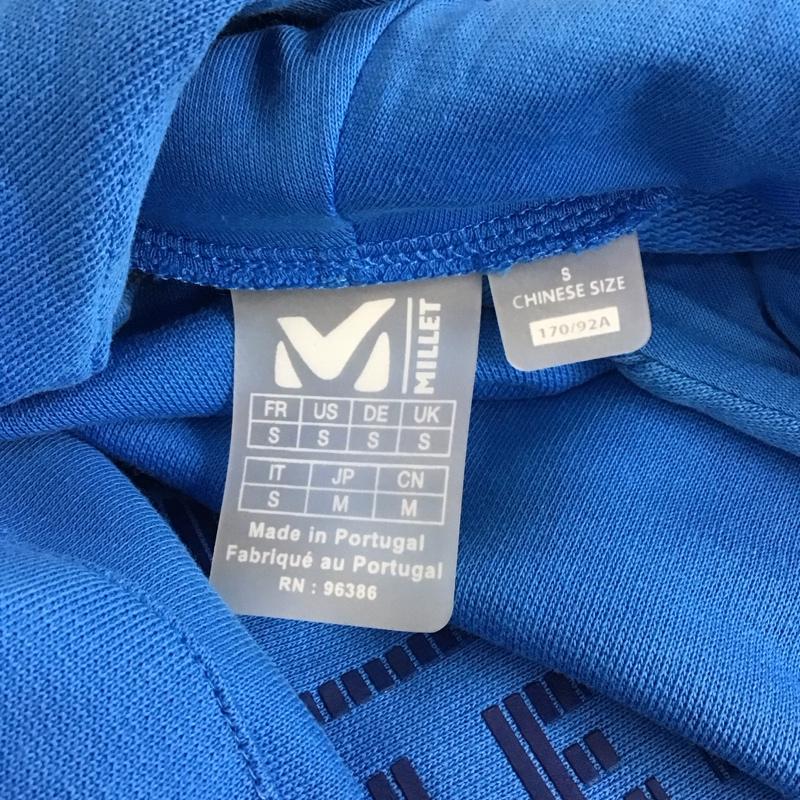 MILLET
FR US DE UK
S S S S
IT JP CN
S M M
Made in Portugal
Fabriqué au Portugal
RN : 96386
S
CHINESE SIZE
170/92A